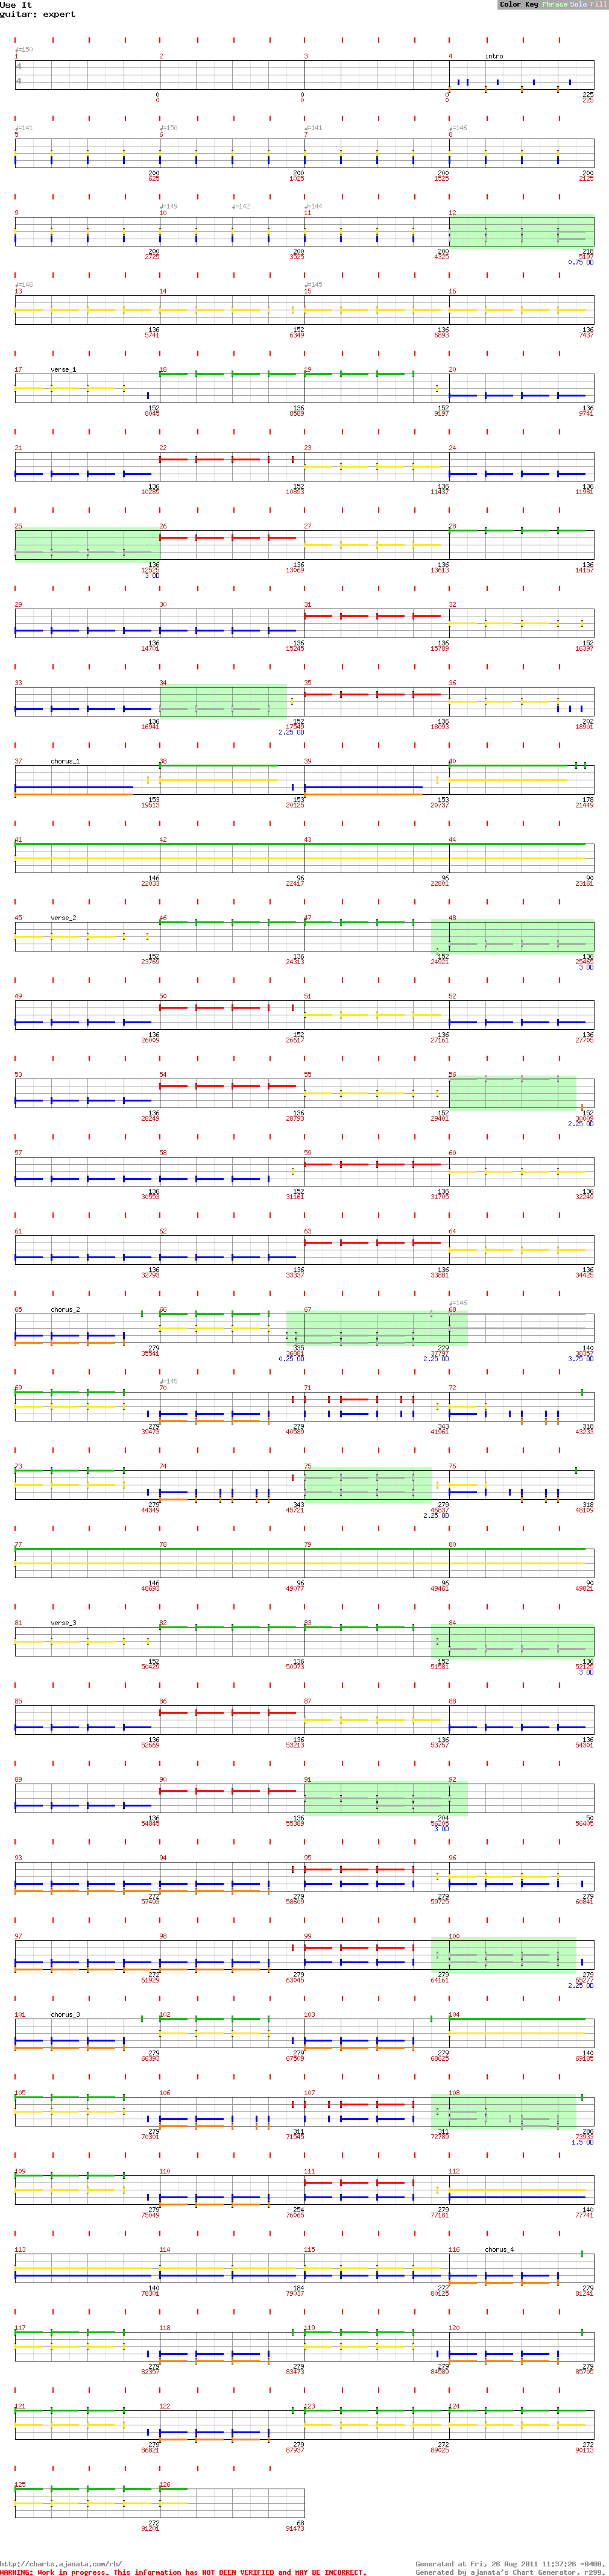 Use It
Color Key Phrase Solo Fill
guitar: expert
♩=150
1 2 3 4 intro
4
4
0 0 0 225
0 0 0 225
♩=141 ♩=150 ♩=141 ♩=146
5 6 7 8
200 200 200 200
625 1025 1525 2125
♩=149 ♩=142 ♩=144
9 10 11 12
200 200 200 218
2725 3525 4325 5197
0.75 OD
♩=146 ♩=145
13 14 15 16
136 152 136 136
5741 6349 6893 7437
17 verse_1 18 19 20
152 136 152 136
8045 8589 9197 9741
21 22 23 24
136 152 136 136
10285 10893 11437 11981
25 26 27 28
136 136 136 136
12525 13069 13613 14157
3 OD
29 30 31 32
136 136 136 152
14701 15245 15789 16397
33 34 35 36
136 152 136 202
16941 17549 18093 18901
2.25 OD
37 chorus_1 38 39 40
153 153 153 178
19513 20125 20737 21449
41 42 43 44
146 96 96 90
22033 22417 22801 23161
45 verse_2 46 47 48
152 136 152 136
23769 24313 24921 25465
3 OD
49 50 51 52
136 152 136 136
26009 26617 27161 27705
53 54 55 56
136 136 152 152
28249 28793 29401 30009
2.25 OD
57 58 59 60
136 152 136 136
30553 31161 31705 32249
61 62 63 64
136 136 136 136
32793 33337 33881 34425
♩=146
65 chorus_2 66 67 68
279 335 229 140
35541 36881 37797 38357
0.25 OD 2.25 OD 3.75 OD
♩=145
69 70 71 72
279 279 343 318
39473 40589 41961 43233
73 74 75 76
279 343 279 318
44349 45721 46837 48109
2.25 OD
77 78 79 80
146 96 96 90
48693 49077 49461 49821
81 verse_3 82 83 84
152 136 152 136
50429 50973 51581 52125
3 OD
85 86 87 88
136 136 136 136
52669 53213 53757 54301
89 90 91 92
136 136 204 50
54845 55389 56205 56405
3 OD
93 94 95 96
272 279 279 279
57493 58609 59725 60841
97 98 99 100
272 279 279 279
61929 63045 64161 65277
2.25 OD
101 chorus_3 102 103 104
279 279 279 140
66393 67509 68625 69185
105 106 107 108
279 311 311 286
70301 71545 72789 73933
1.5 OD
109 110 111 112
279 254 279 140
75049 76065 77181 77741
113 114 115 116 chorus_4
140 184 272 279
78301 79037 80125 81241
117 118 119 120
279 279 279 279
82357 83473 84589 85705
121 122 123 124
279 279 272 272
86821 87937 89025 90113
125 126
272 68
91201 91473
http://charts.ajanata.com/rb/
Generated at Fri, 26 Aug 2011 11:37:26 -0400.
WARNING: Work in progress. This information has NOT BEEN VERIFIED and MAY BE INCORRECT.
Generated by ajanata's Chart Generator, r299.